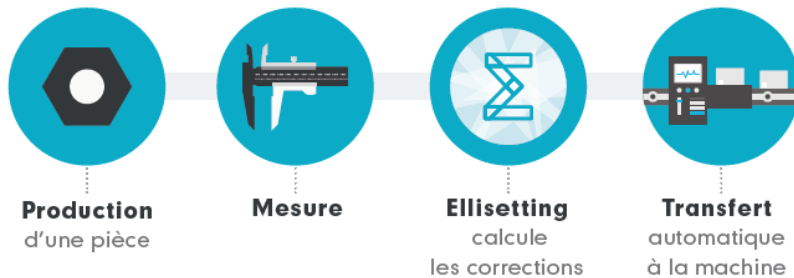 Production
d'une pièce
Mesure
Ellisetting
calcule
les corrections
Transfert
automatique
à la machine